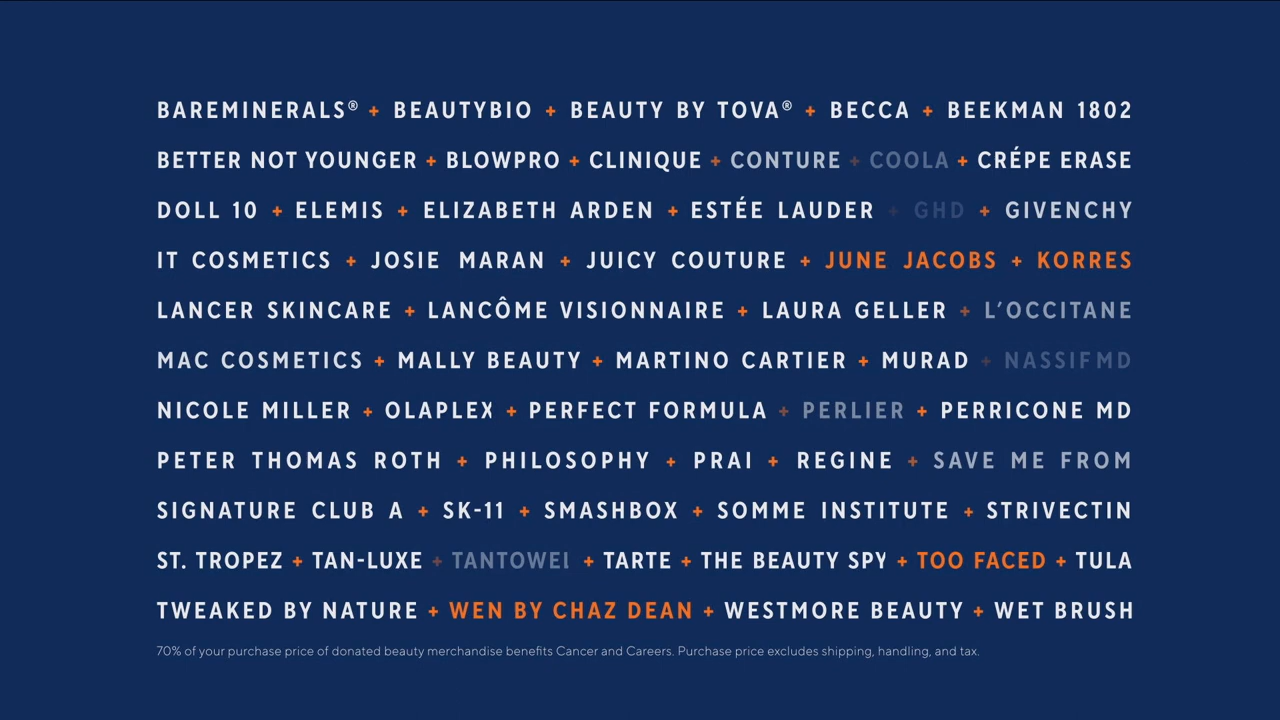 BAREMINERALS® + BEAUTYBIO + BEAUTY BY TOVA® + BECCA + BEEKMAN 1802
BETTER NOT YOUNGER + BLOWPRO + CLINIQUE + CONTURE + COOLA + CRÉPE ERASE
DOLL 10 + ELEMIS + ELIZABETH ARDEN + ESTÉE LAUDER + GHD + GIVENCHY
IT COSMETICS + JOSIE MARAN + JUICY COUTURE + JUNE JACOBS + KORRES
LANCER SKINCARE + LANCÔME VISIONNAIRE + LAURA GELLER + L'OCCITANE
MAC COSMETICS + MALLY BEAUTY + MARTINO CARTIER + MURAD + NASSIFMD
NICOLE MILLER + OLAPLEX + PERFECT FORMULA + PERLIER + PERRICONE MD
PETER THOMAS ROTH + PHILOSOPHY + PRAI + REGINE + SAVE ME FROM
SIGNATURE CLUB A + SK-11 + SMASHBOX + SOMME INSTITUTE + STRIVECTIN
ST. TROPEZ + TAN-LUXE + TANTOWEL + TARTE + THE BEAUTY SPY + TOO FACED + TULA
TWEAKED BY NATURE + WEN BY CHAZ DEAN + WESTMORE BEAUTY + WET BRUSH
70% of your purchase price of donated beauty merchandise benefits Cancer and Careers. Purchase price excludes shipping, handling, and tax.